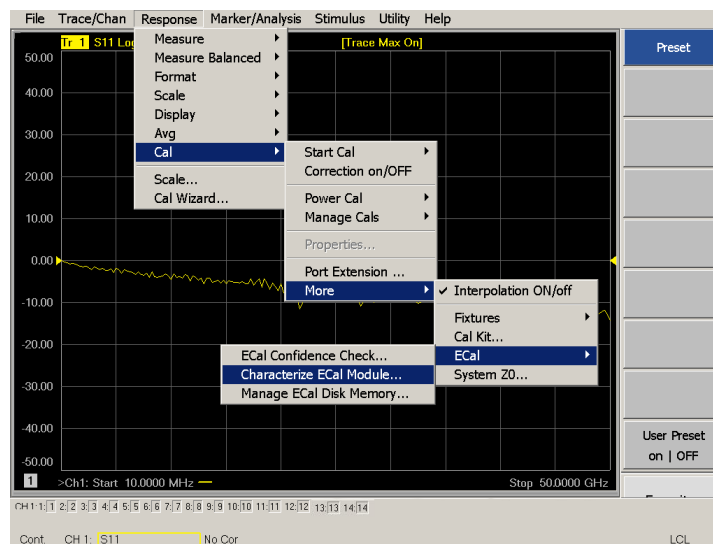 File Trace/Chan Response Marker/Analysis Stimulus Utility Help
Tr 1 S11 Lo
[Trace Max On]
Measure
Measure Balanced
Format
Scale
Display
Avg
Cal
Scale...
Cal Wizard...
Start Cal
Correction on/OFF
Power Cal
Manage Cals
Properties...
Port Extension ...
More
Interpolation ON/off
Fixtures
Cal Kit...
ECal
System Z0...
ECal Confidence Check...
Characterize ECal Module...
Manage ECal Disk Memory...
50.00
40.00
30.00
20.00
10.00
0.00
-10.00
-20.00
-30.00
-40.00
-50.00
1 >Ch1: Start 10.0000 MHz
Stop 50.0000 GHz
Preset
User Preset
on | OFF
CH 1: 1: 1 2: 2 3: 3 4: 4 5: 5 6: 6 7: 7 8: 8 9: 9 10: 10 11: 11 12: 12 13: 13 14: 14
Cont. CH 1: S11 No Cor LCL